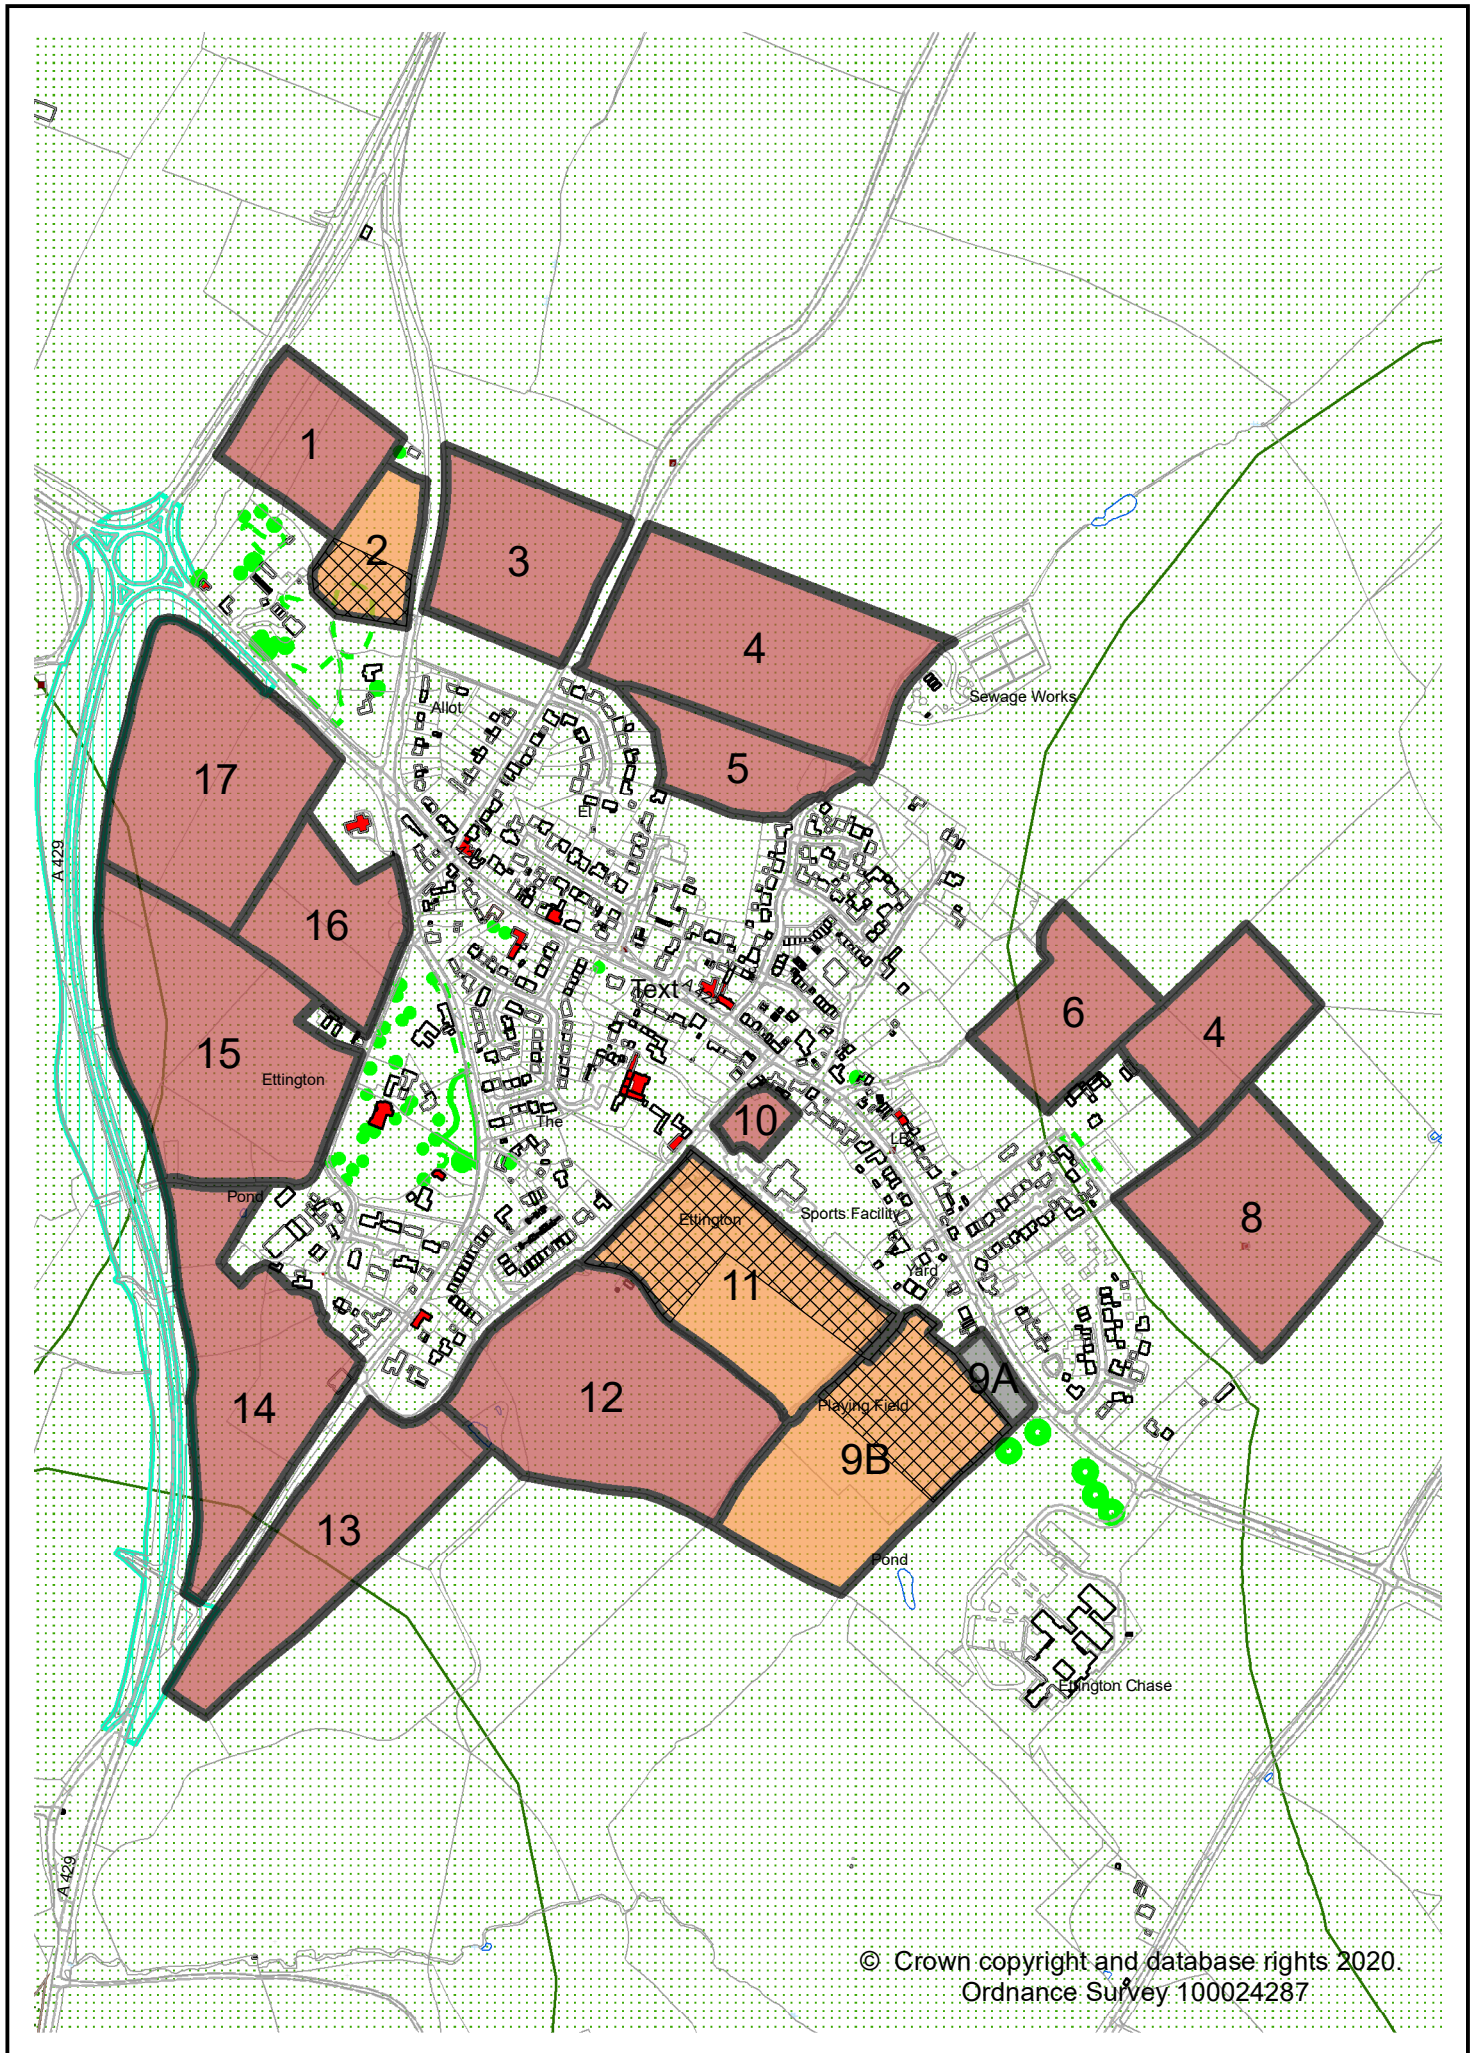 1
2
3
4
Sewage Works
Allot
5
17
El
A 429
16
Text
A 422
6
4
15
Ettington
10
The
LB
Pond
Ettington
Sports Facility
8
Yard
11
9A
12
Playing Field
14
9B
13
Pond
Ettington Chase
A 429
© Crown copyright and database rights 2020.
Ordnance Survey 100024287